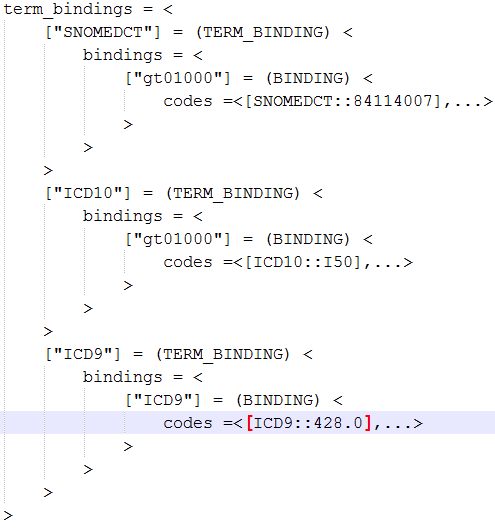 term_bindings = <
    ["SNOMEDCT"] = (TERM_BINDING) <
        bindings = <
            ["gt01000"] = (BINDING) <
                codes =<[SNOMEDCT::84114007],...>
            >
        >
    >
    ["ICD10"] = (TERM_BINDING) <
        bindings = <
            ["gt01000"] = (BINDING) <
                codes =<[ICD10::I50],...>
            >
        >
    >
    ["ICD9"] = (TERM_BINDING) <
        bindings = <
            ["ICD9"] = (BINDING) <
                codes =<[ICD9::428.0],...>
            >
        >
    >
>